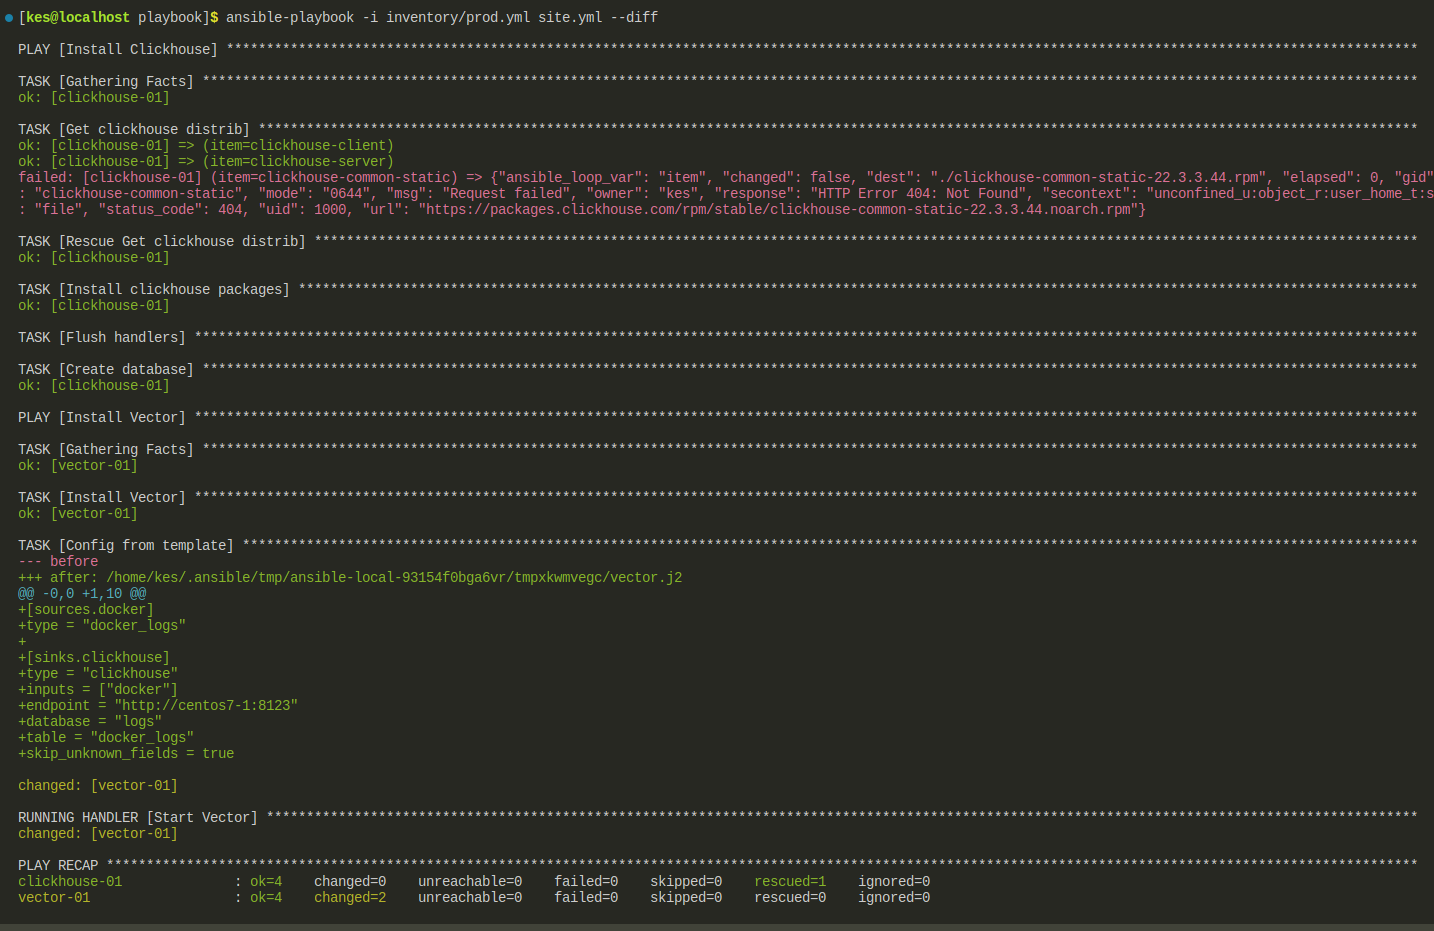 [kes@localhost playbook]$ ansible-playbook -i inventory/prod.yml site.yml --diff
PLAY [Install Clickhouse] *****************************************************************************************************************************************************
TASK [Gathering Facts] ********************************************************************************************************************************************************
ok: [clickhouse-01]
TASK [Get clickhouse distrib] *************************************************************************************************************************************************
ok: [clickhouse-01] => (item=clickhouse-client)
ok: [clickhouse-01] => (item=clickhouse-server)
failed: [clickhouse-01] (item=clickhouse-common-static) => {"ansible_loop_var": "item", "changed": false, "dest": "./clickhouse-common-static-22.3.3.44.rpm", "elapsed": 0, "gid"
: "clickhouse-common-static", "mode": "0644", "msg": "Request failed", "owner": "kes", "response": "HTTP Error 404: Not Found", "secontext": "unconfined_u:object_r:user_home_t:s
: "file", "status_code": 404, "uid": 1000, "url": "https://packages.clickhouse.com/rpm/stable/clickhouse-common-static-22.3.3.44.noarch.rpm"}
TASK [Rescue Get clickhouse distrib] ******************************************************************************************************************************************
ok: [clickhouse-01]
TASK [Install clickhouse packages] ********************************************************************************************************************************************
ok: [clickhouse-01]
TASK [Flush handlers] *********************************************************************************************************************************************************
TASK [Create database] ********************************************************************************************************************************************************
ok: [clickhouse-01]
PLAY [Install Vector] *********************************************************************************************************************************************************
TASK [Gathering Facts] ********************************************************************************************************************************************************
ok: [vector-01]
TASK [Install Vector] *********************************************************************************************************************************************************
ok: [vector-01]
TASK [Config from template] ***************************************************************************************************************************************************
--- before
+++ after: /home/kes/.ansible/tmp/ansible-local-93154f0bga6vr/tmpxkwmvegc/vector.j2
@@ -0,0 +1,10 @@
+[sources.docker]
+type = "docker_logs"
+
+[sinks.clickhouse]
+type = "clickhouse"
+inputs = ["docker"]
+endpoint = "http://centos7-1:8123"
+database = "logs"
+table = "docker_logs"
+skip_unknown_fields = true
changed: [vector-01]
RUNNING HANDLER [Start Vector] ************************************************************************************************************************************************
changed: [vector-01]
PLAY RECAP ********************************************************************************************************************************************************************
clickhouse-01              : ok=4    changed=0    unreachable=0    failed=0    skipped=0    rescued=1    ignored=0
vector-01                  : ok=4    changed=2    unreachable=0    failed=0    skipped=0    rescued=0    ignored=0